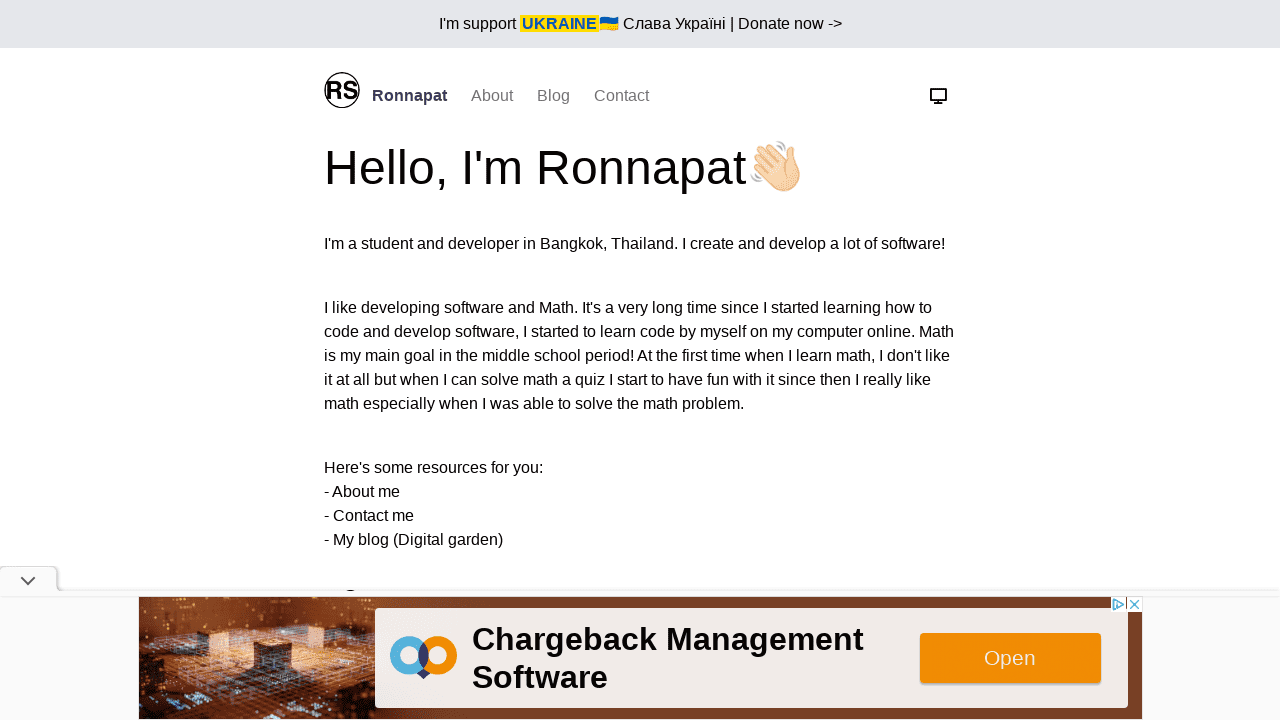 I'm support UKRAINE🇺🇦 Слава Україні | Donate now ->
RS Ronnapat About Blog Contact
Hello, I'm Ronnapat👋🏻
I'm a student and developer in Bangkok, Thailand. I create and develop a lot of software!
I like developing software and Math. It's a very long time since I started learning how to
code and develop software, I started to learn code by myself on my computer online. Math
is my main goal in the middle school period! At the first time when I learn math, I don't like
it at all but when I can solve math a quiz I start to have fun with it since then I really like
math especially when I was able to solve the math problem.
Here's some resources for you:
- About me
- Contact me
- My blog (Digital garden)
Chargeback Management
Software
Open